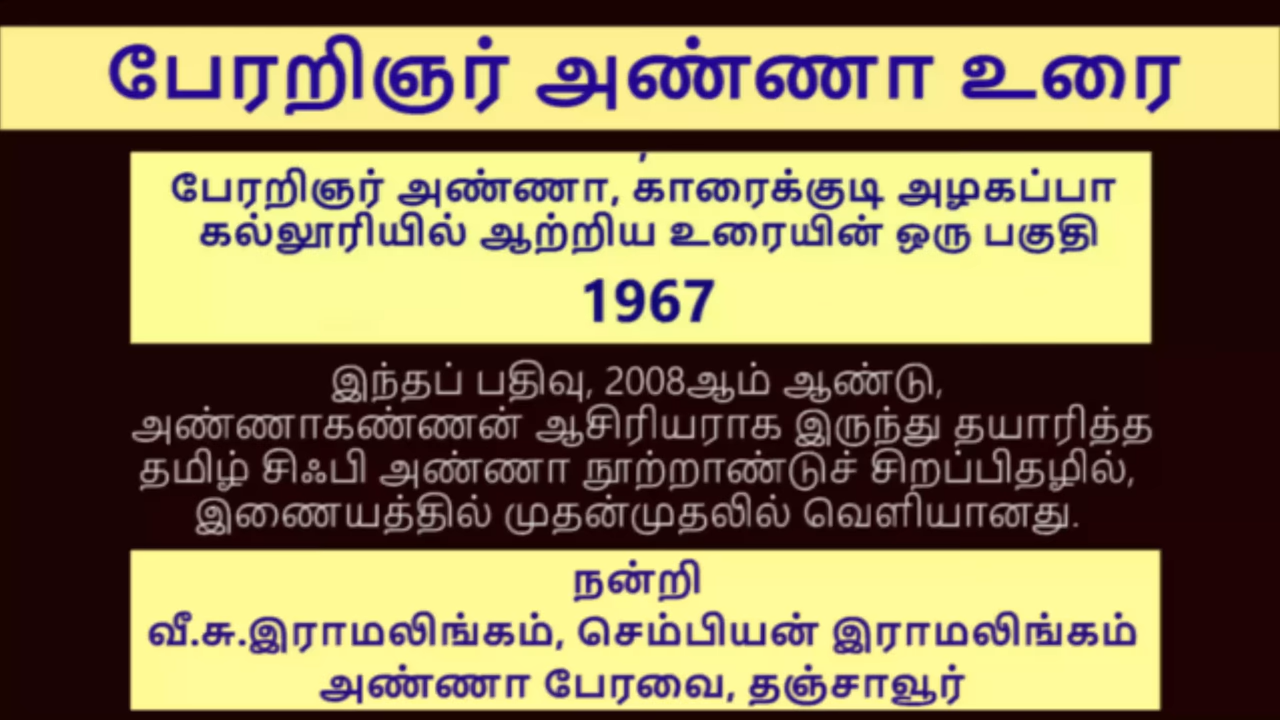 பேரறிஞர் அண்ணா உரை
பேரறிஞர் அண்ணா, காரைக்குடி அழகப்பா
கல்லூரியில் ஆற்றிய உரையின் ஒரு பகுதி
1967
இந்தப் பதிவு, 2008ஆம் ஆண்டு,
அண்ணாகண்ணன் ஆசிரியராக இருந்து தயாரித்த
தமிழ் சிஃபி அண்ணா நூற்றாண்டுச் சிறப்பிதழில்,
இணையத்தில் முதன்முதலில் வெளியானது.
நன்றி
வீ.சு.இராமலிங்கம், செம்பியன் இராமலிங்கம்
அண்ணா பேரவை, தஞ்சாவூர்